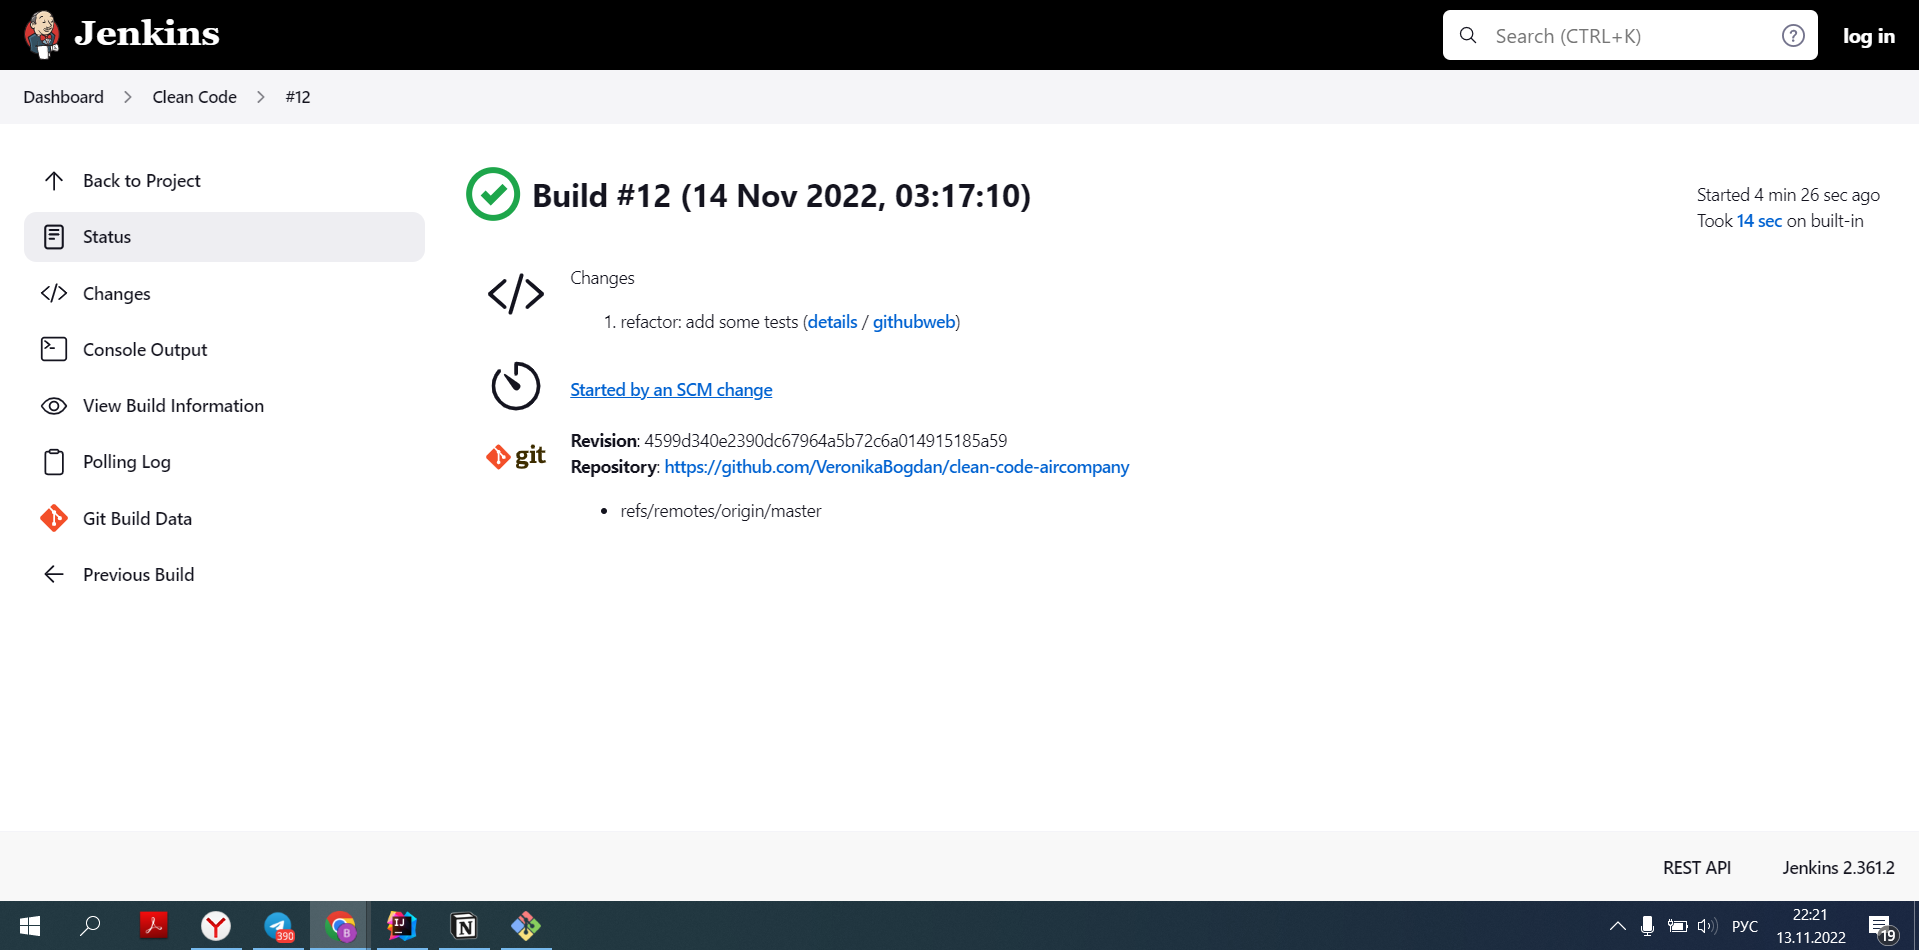 Jenkins
Search (CTRL+K)
?
log in
Dashboard > Clean Code > #12
Back to Project
Status
Changes
Console Output
View Build Information
Polling Log
Git Build Data
Previous Build
Build #12 (14 Nov 2022, 03:17:10)
Started 4 min 26 sec ago
Took 14 sec on built-in
Changes
1. refactor: add some tests (details / githubweb)
Started by an SCM change
git
Revision: 4599d340e2390dc67964a5b72c6a014915185a59
Repository: https://github.com/VeronikaBogdan/clean-code-aircompany
• refs/remotes/origin/master
REST API
Jenkins 2.361.2
Y
390
B
IJ
N
РУС
22:21
13.11.2022
19